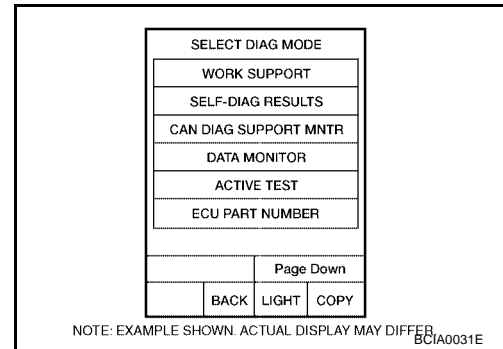 SELECT DIAG MODE
WORK SUPPORT
SELF-DIAG RESULTS
CAN DIAG SUPPORT MNTR
DATA MONITOR
ACTIVE TEST
ECU PART NUMBER
Page Down
BACK LIGHT COPY
NOTE: EXAMPLE SHOWN. ACTUAL DISPLAY MAY DIFFER.
BCIA0031E